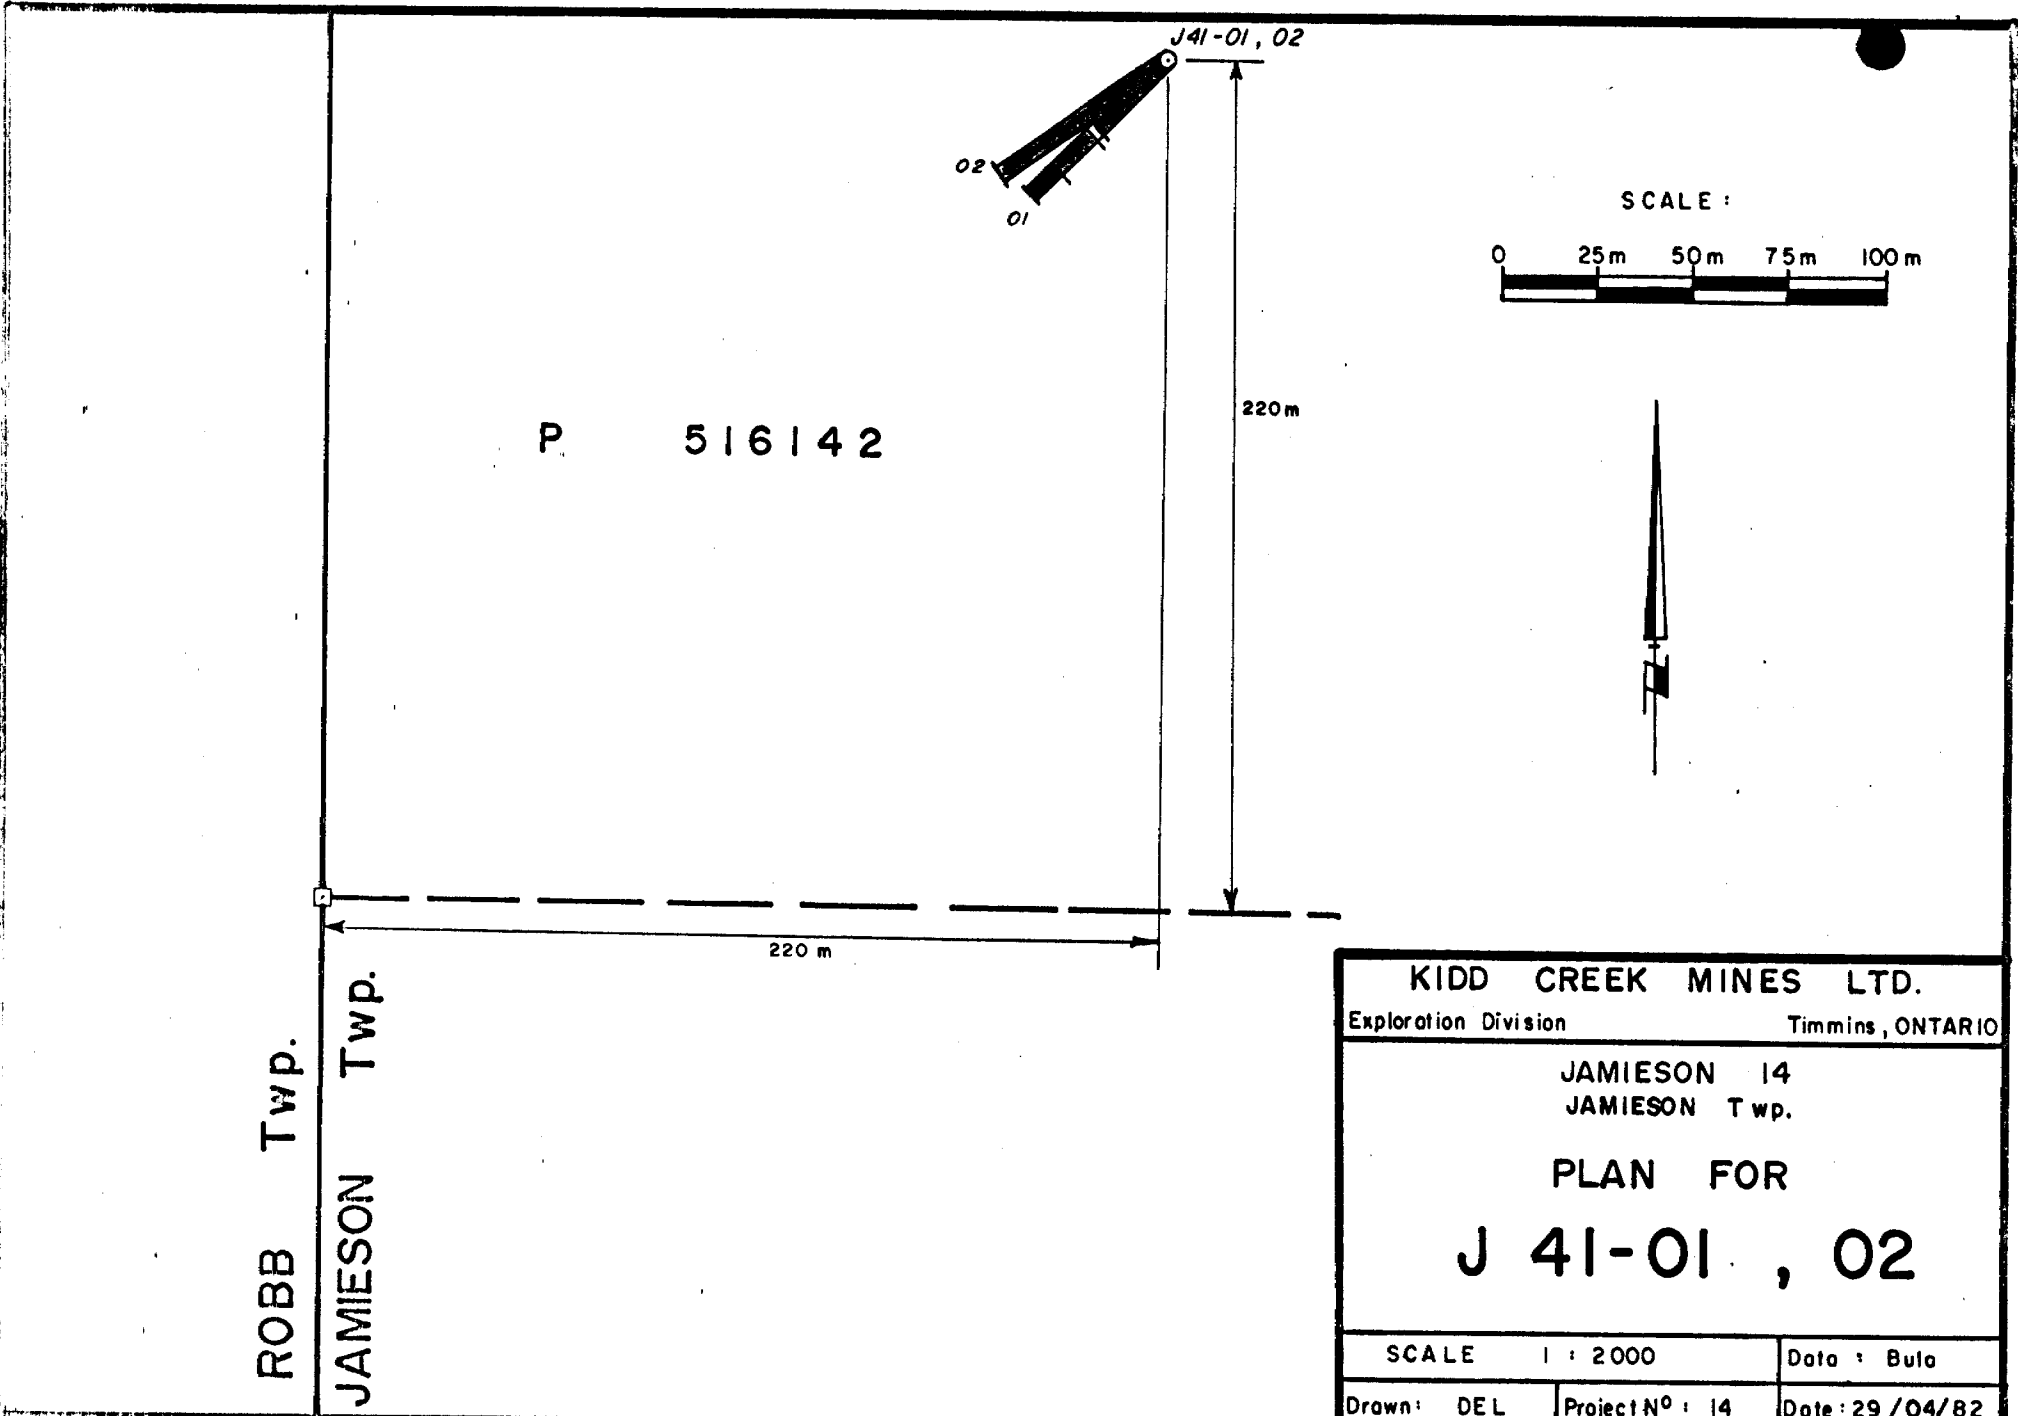 J41-01, 02
02
01
SCALE :
0 25m 50m 75m 100m
220m
P 516142
N
220 m
ROBB Twp.
JAMIESON Twp.
KIDD CREEK MINES LTD.
Exploration Division Timmins, ONTARIO
JAMIESON 14
JAMIESON Twp.
PLAN FOR
J 41-01 , 02
SCALE 1 : 2000 Data : Bula
Drawn: DEL Project Nº : 14 Date : 29/04/82